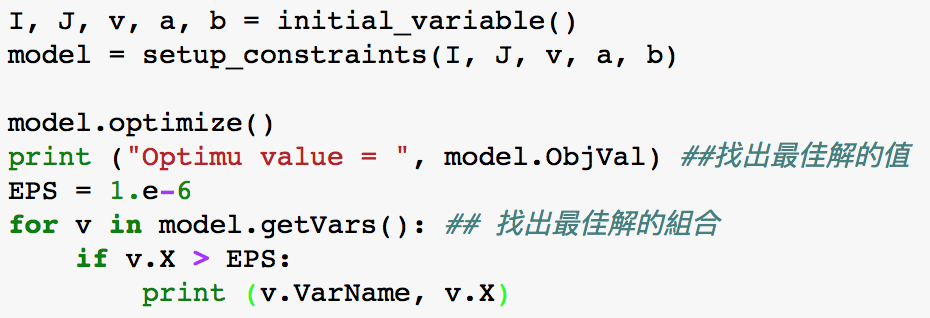 I, J, v, a, b = initial_variable()
model = setup_constraints(I, J, v, a, b)
model.optimize()
print ("Optimu value = ", model.ObjVal) ##找出最佳解的值
EPS = 1.e-6
for v in model.getVars(): ## 找出最佳解的組合
    if v.X > EPS:
        print (v.VarName, v.X)